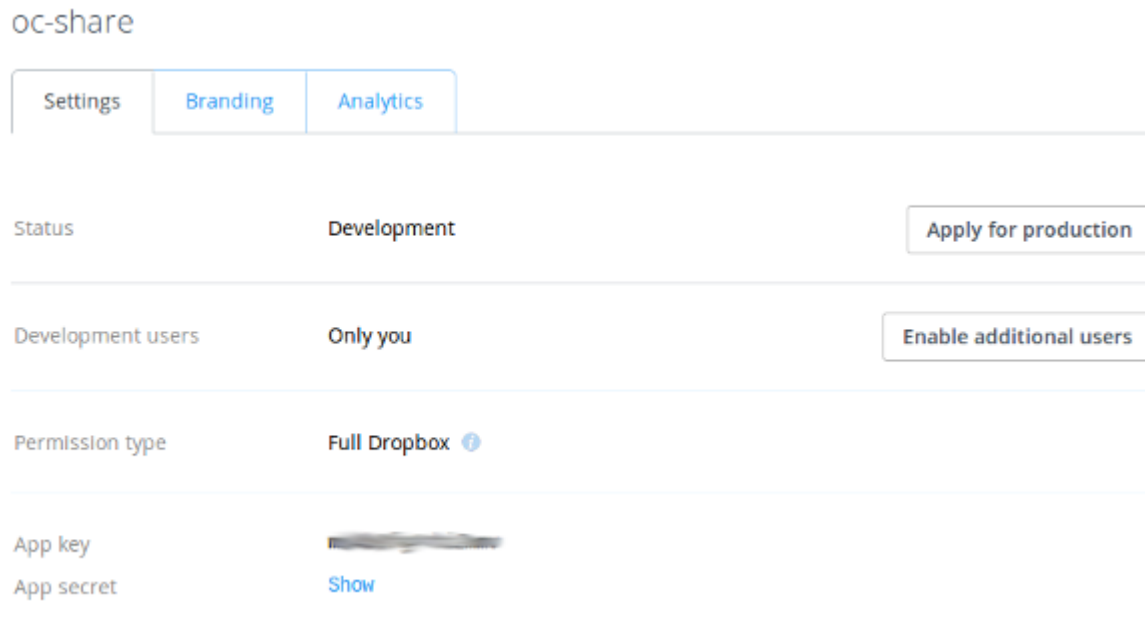 oc-share
Settings Branding Analytics
Status Development Apply for production
Development users Only you Enable additional users
Permission type Full Dropbox
App key
App secret Show